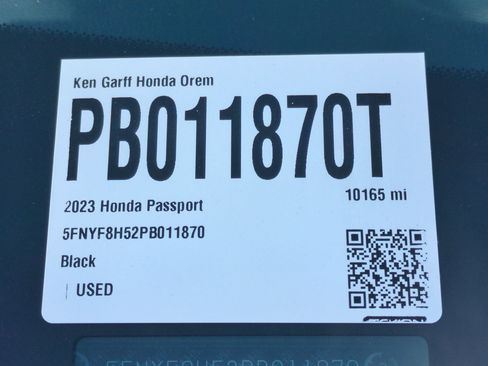 Ken Garff Honda Orem
PB011870T
10165 mi
2023 Honda Passport
5FNYF8H52PB011870
Black
| USED